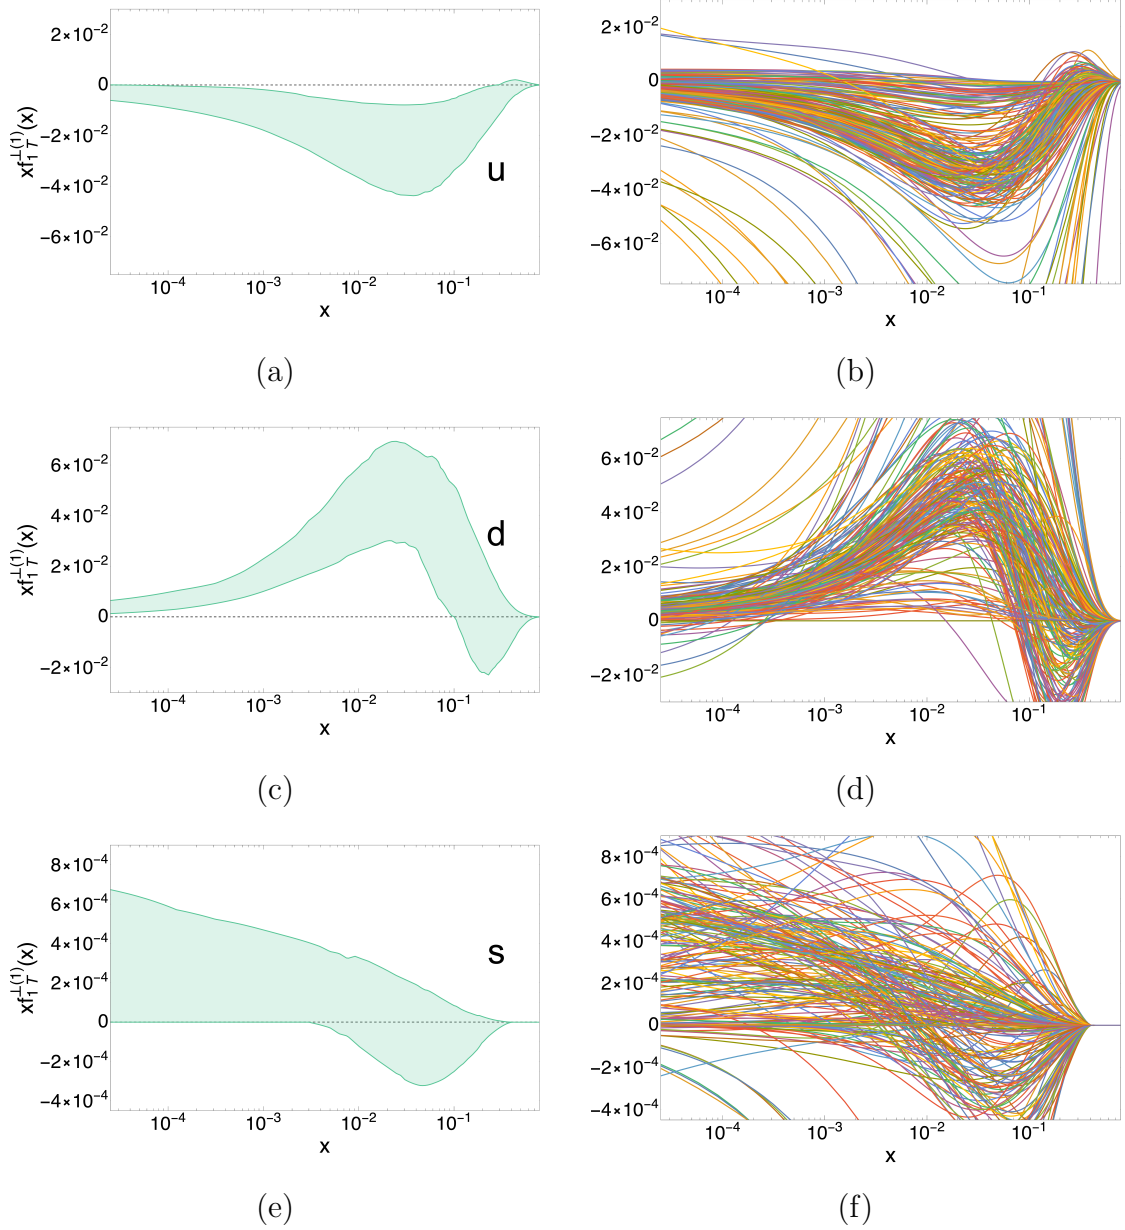 2×10⁻²
0
−2×10⁻²
−4×10⁻²
−6×10⁻²
xf₁T^⊥(1)(x)
u
10⁻⁴ 10⁻³ 10⁻² 10⁻¹
x
(a)
2×10⁻²
0
−2×10⁻²
−4×10⁻²
−6×10⁻²
10⁻⁴ 10⁻³ 10⁻² 10⁻¹
x
(b)
6×10⁻²
4×10⁻²
2×10⁻²
0
−2×10⁻²
xf₁T^⊥(1)(x)
d
10⁻⁴ 10⁻³ 10⁻² 10⁻¹
x
(c)
6×10⁻²
4×10⁻²
2×10⁻²
0
−2×10⁻²
10⁻⁴ 10⁻³ 10⁻² 10⁻¹
x
(d)
8×10⁻⁴
6×10⁻⁴
4×10⁻⁴
2×10⁻⁴
0
−2×10⁻⁴
−4×10⁻⁴
xf₁T^⊥(1)(x)
s
10⁻⁴ 10⁻³ 10⁻² 10⁻¹
x
(e)
8×10⁻⁴
6×10⁻⁴
4×10⁻⁴
2×10⁻⁴
0
−2×10⁻⁴
−4×10⁻⁴
10⁻⁴ 10⁻³ 10⁻² 10⁻¹
x
(f)